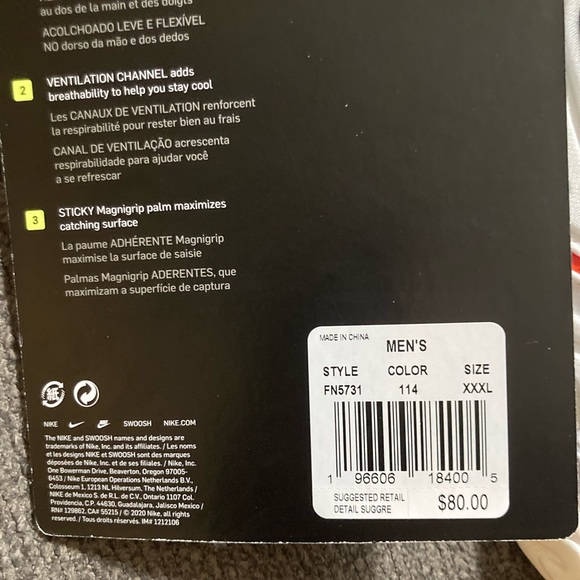 au dos de la main et des doigts
ACOLCHOADO LEVE E FLEXÍVEL
NO dorso da mão e dos dedos
2
VENTILATION CHANNEL adds
breathability to help you stay cool
Les CANAUX DE VENTILATION renforcent
la respirabilité pour rester bien au frais
CANAL DE VENTILAÇÃO acrescenta
respirabilidade para ajudar você
a se refrescar
3
STICKY Magnigrip palm maximizes
catching surface
La paume ADHÉRENTE Magnigrip
maximise la surface de saisie
Palmas Magnigrip ADERENTES, que
maximizam a superfície de captura
NIKE SWOOSH NIKE.COM
The NIKE and SWOOSH names and designs are
trademarks of Nike, Inc. and its affiliates. / Les noms
et les designs NIKE et SWOOSH sont des marques
déposées de Nike, Inc. et de ses filiales. / Nike, Inc.
One Bowerman Drive, Beaverton, Oregon 97005-
6453 / Nike European Operations Netherlands B.V.,
Colosseum 1, 1213 NL Hilversum, The Netherlands /
NIKE de Mexico S. de R.L. de C.V., Ontario 1107 Col.
Providencia, C.P. 44630, Guadalajara, Jalisco Mexico /
RN# 129862, CA# 55215 / © 2020 Nike, all rights
reserved. / Tous droits réservés. IM# 1212106
MADE IN CHINA
MEN'S
STYLE COLOR SIZE
FN5731 114 XXXL
1 96606 18400 5
SUGGESTED RETAIL
DETAIL SUGGRE
$80.00